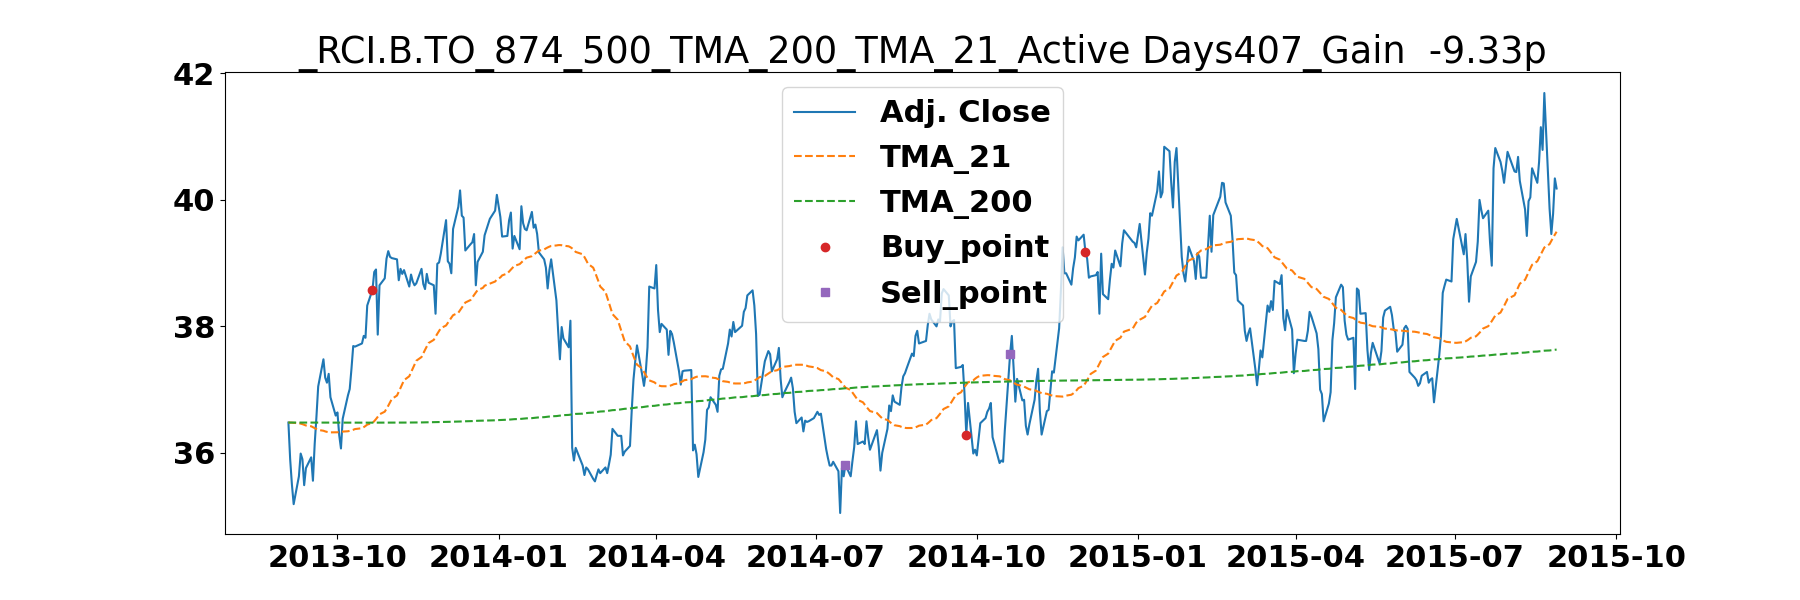 _RCI.B.TO_874_500_TMA_200_TMA_21_Active Days407_Gain  -9.33p
42
40
38
36
Adj. Close
TMA_21
TMA_200
Buy_point
Sell_point
2013-10 2014-01 2014-04 2014-07 2014-10 2015-01 2015-04 2015-07 2015-10